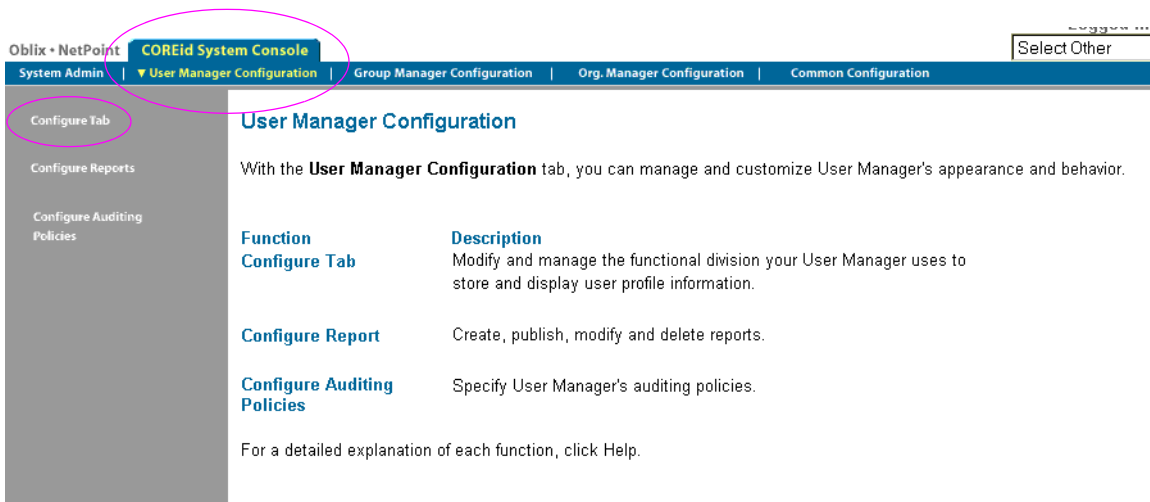 Oblix • NetPoint COREid System Console
Select Other
System Admin | ▼ User Manager Configuration | Group Manager Configuration | Org. Manager Configuration | Common Configuration
Configure Tab
Configure Reports
Configure Auditing
Policies
User Manager Configuration
With the User Manager Configuration tab, you can manage and customize User Manager's appearance and behavior.
Function Description
Configure Tab Modify and manage the functional division your User Manager uses to
store and display user profile information.
Configure Report Create, publish, modify and delete reports.
Configure Auditing Specify User Manager's auditing policies.
Policies
For a detailed explanation of each function, click Help.